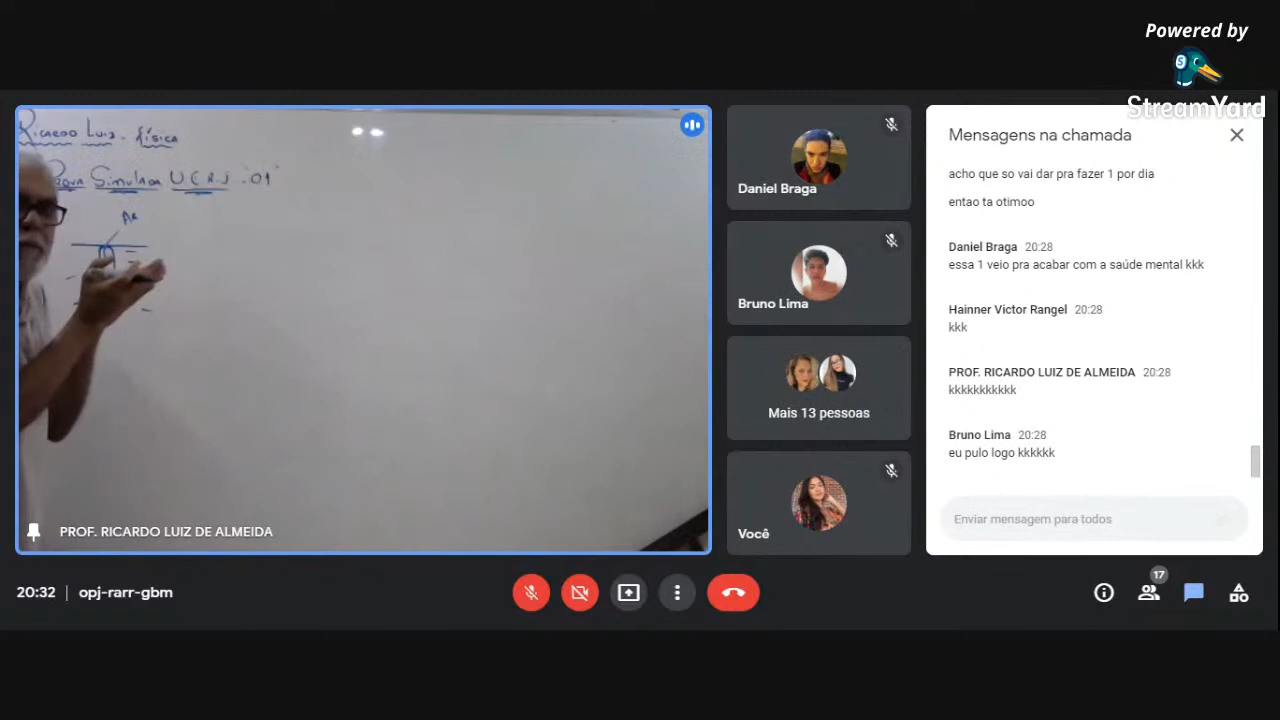 Powered by
StreamYard
Ricardo Luiz - Física
Prova Simulada U.E.R.J. "01"
Ar
PROF. RICARDO LUIZ DE ALMEIDA
Daniel Braga
Bruno Lima
Mais 13 pessoas
Você
Mensagens na chamada
acho que so vai dar pra fazer 1 por dia
entao ta otimoo
Daniel Braga 20:28
essa 1 veio pra acabar com a saúde mental kkk
Hainner Victor Rangel 20:28
kkk
PROF. RICARDO LUIZ DE ALMEIDA 20:28
kkkkkkkkkkk
Bruno Lima 20:28
eu pulo logo kkkkkk
Enviar mensagem para todos
20:32 | opj-rarr-gbm
17